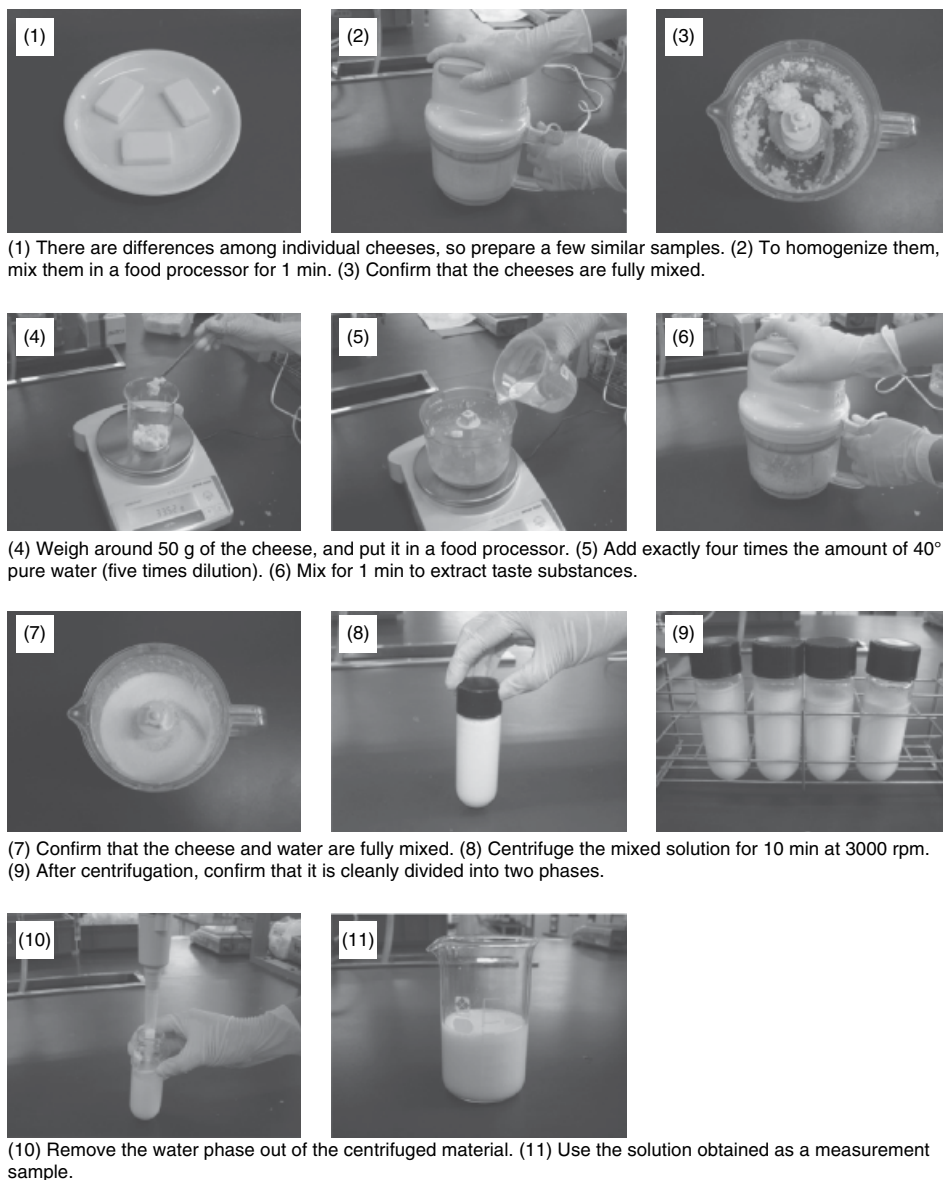 (1)
(2)
(3)
(1) There are differences among individual cheeses, so prepare a few similar samples. (2) To homogenize them,
mix them in a food processor for 1 min. (3) Confirm that the cheeses are fully mixed.
(4)
(5)
(6)
(4) Weigh around 50 g of the cheese, and put it in a food processor. (5) Add exactly four times the amount of 40°
pure water (five times dilution). (6) Mix for 1 min to extract taste substances.
(7)
(8)
(9)
(7) Confirm that the cheese and water are fully mixed. (8) Centrifuge the mixed solution for 10 min at 3000 rpm.
(9) After centrifugation, confirm that it is cleanly divided into two phases.
(10)
(11)
(10) Remove the water phase out of the centrifuged material. (11) Use the solution obtained as a measurement
sample.